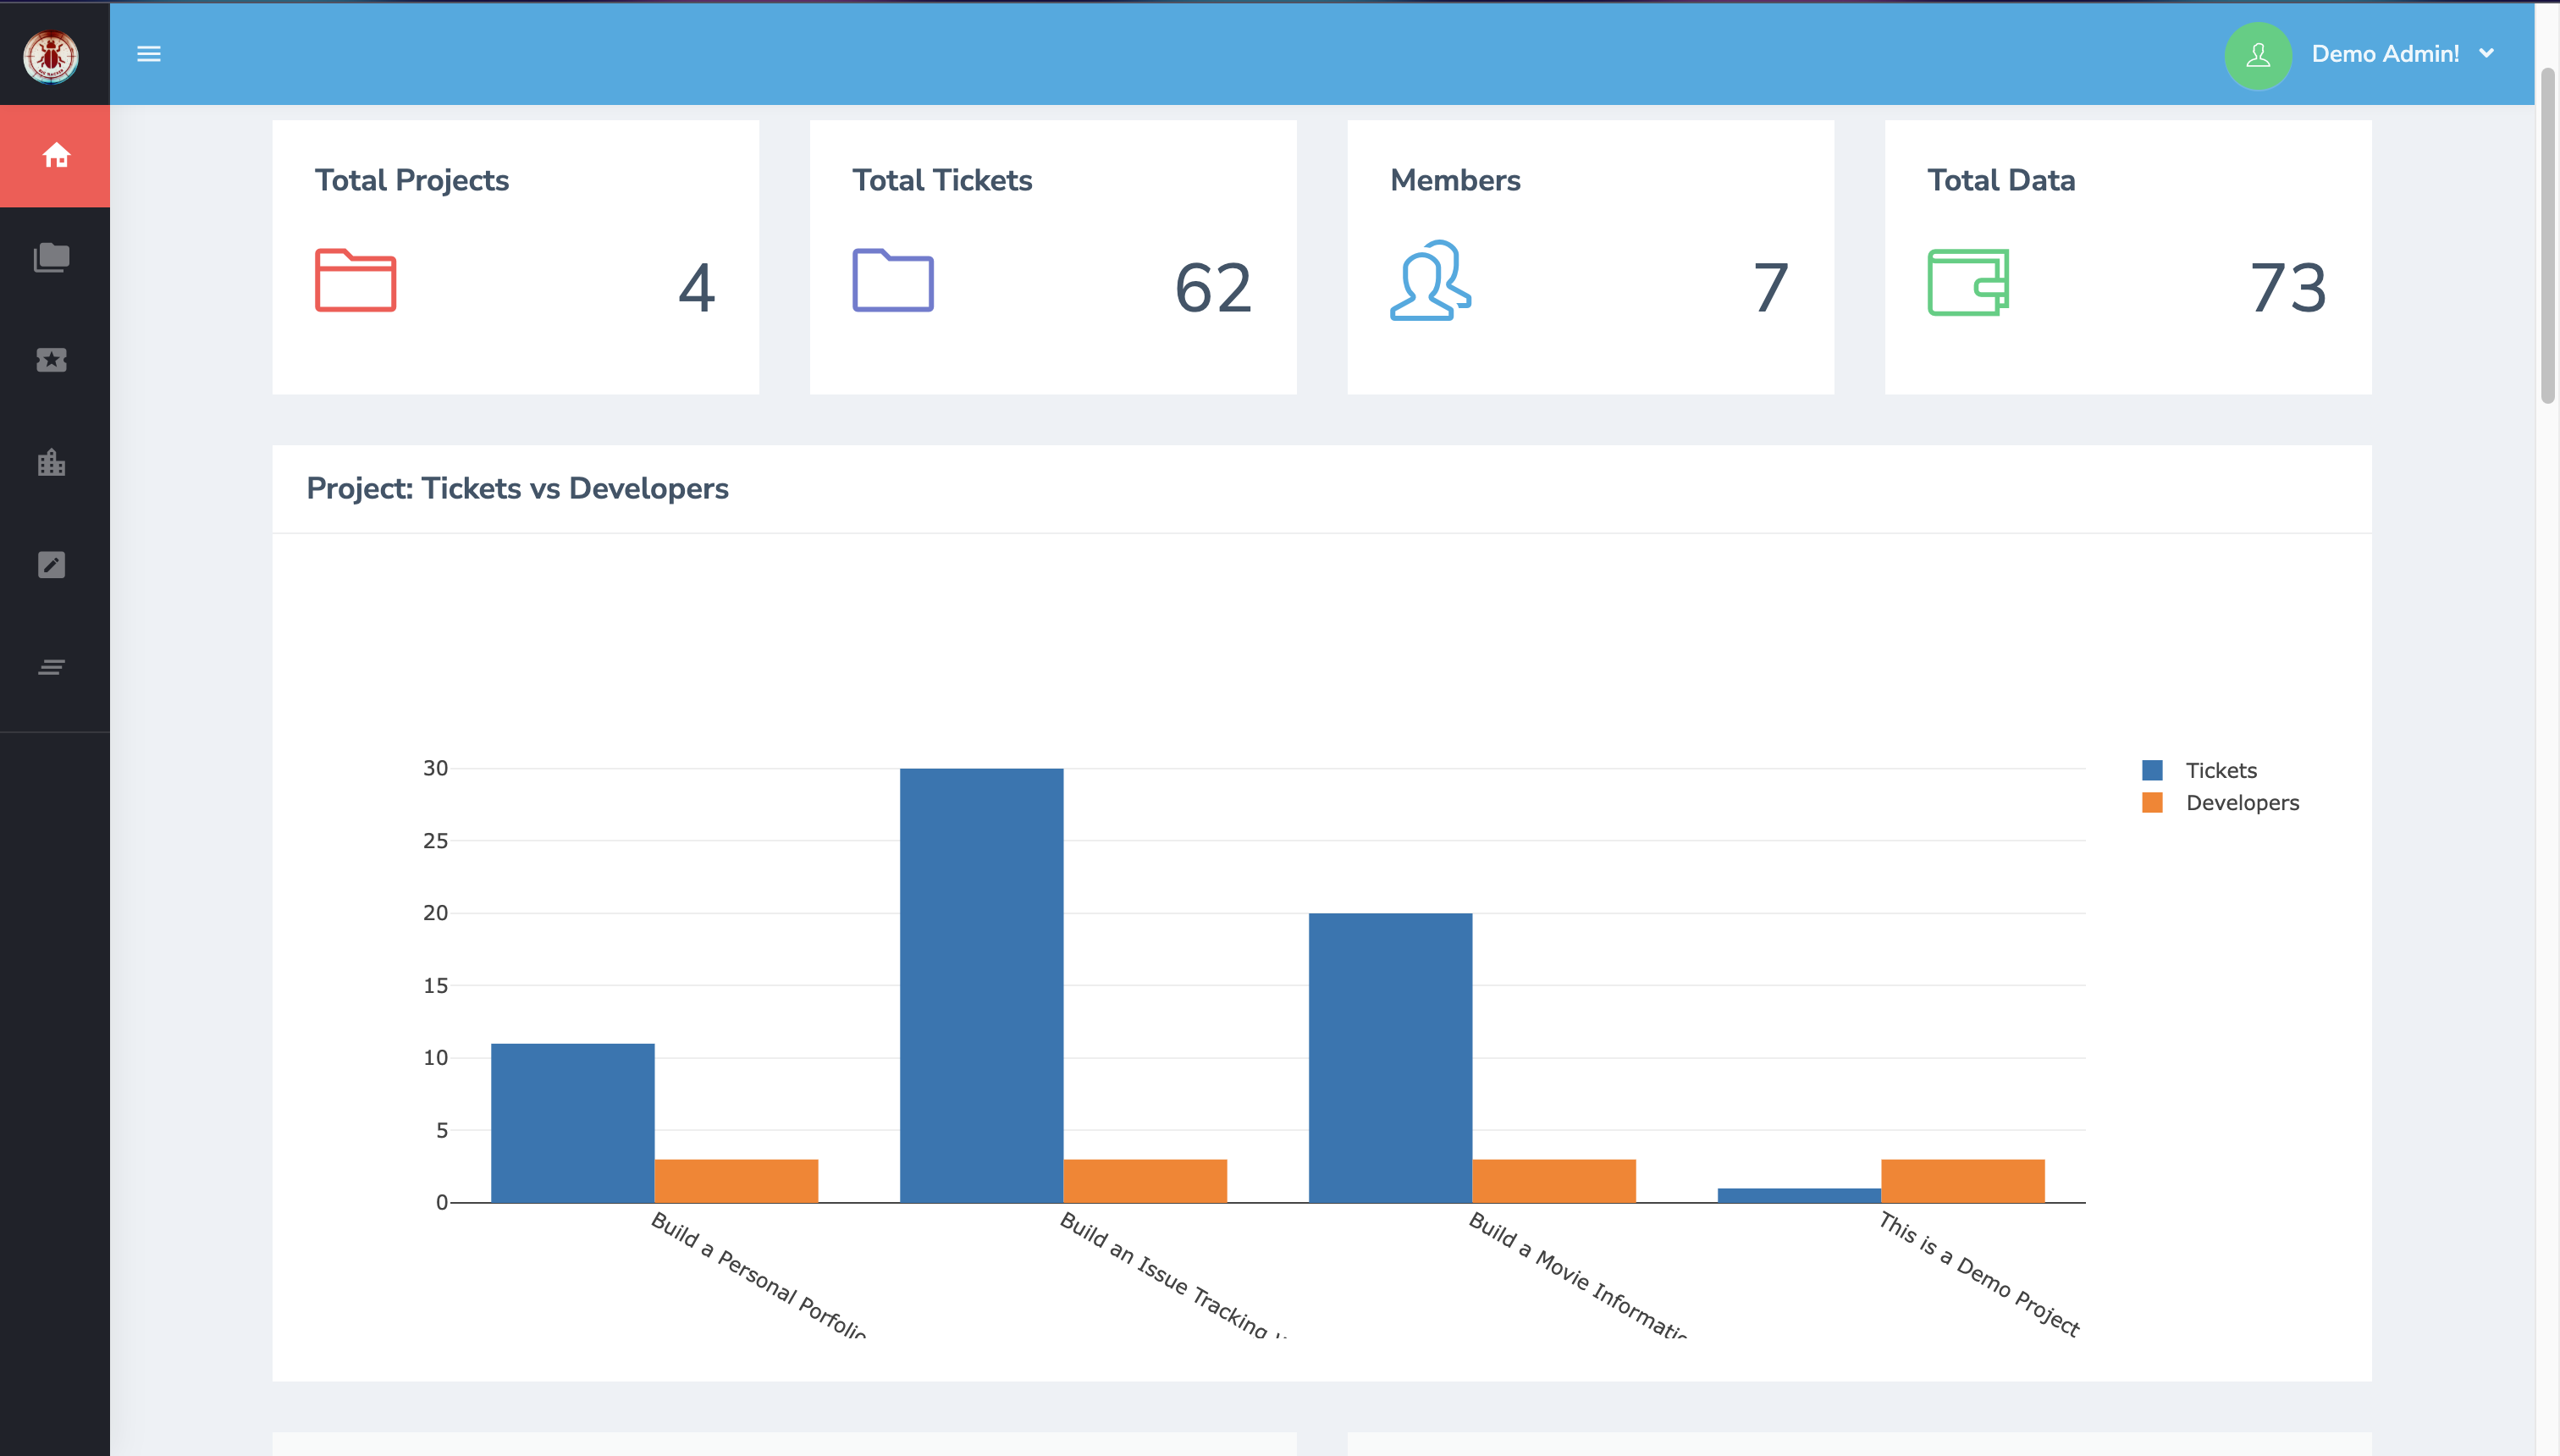 Demo Admin!
Total Projects
4
Total Tickets
62
Members
7
Total Data
73
Project: Tickets vs Developers
30
25
20
15
10
5
0
Tickets
Developers
Build a Personal Porfolio
Build an Issue Tracking
Build a Movie Informatic
This is a Demo Project